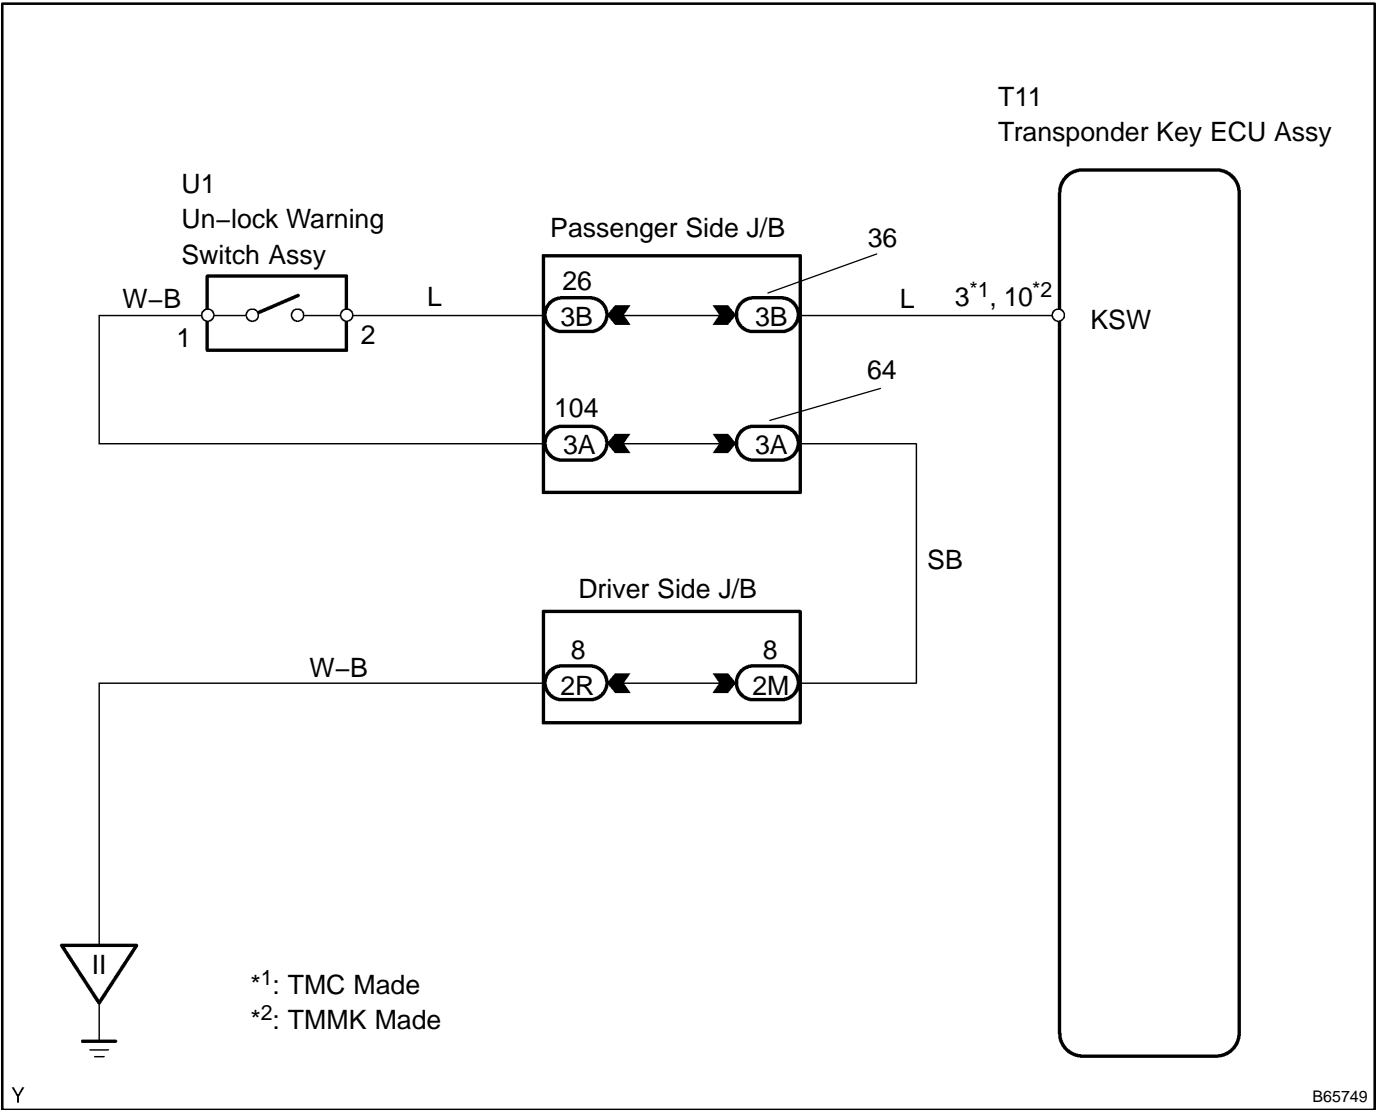 T11
Transponder Key ECU Assy
U1
Un–lock Warning
Switch Assy
Passenger Side J/B
36
W–B
L
26
3B
3B
L
3*1, 10*2
KSW
1
2
64
104
3A
3A
SB
Driver Side J/B
W–B
8
8
2R
2M
II
*1: TMC Made
*2: TMMK Made
Y
B65749